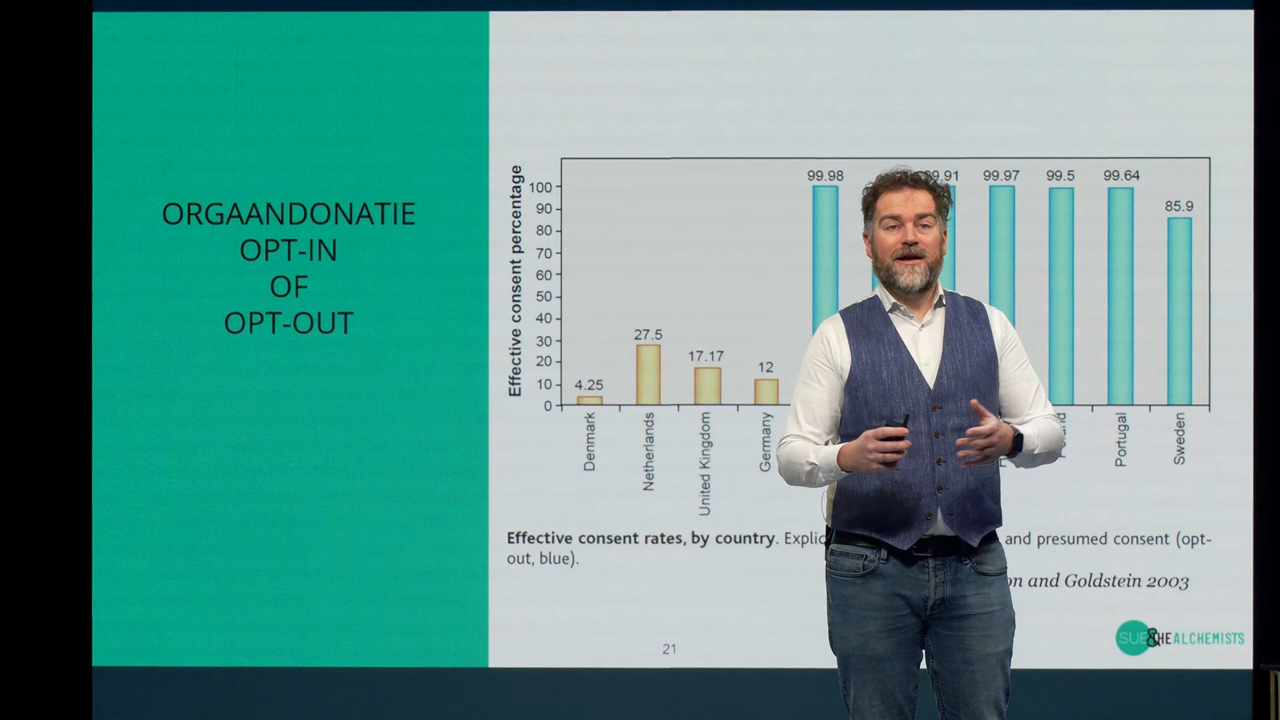 ORGAANDONATIE
OPT-IN
OF
OPT-OUT
Effective consent percentage
100
90
80
70
60
50
40
30
20
10
0
4.25
27.5
17.17
12
99.98
99.97
99.5
99.64
85.9
Denmark
Netherlands
United Kingdom
Germany
Portugal
Sweden
Effective consent rates, by country. and presumed consent (opt-
out, blue).
and Goldstein 2003
21
&
ALCHEMISTS